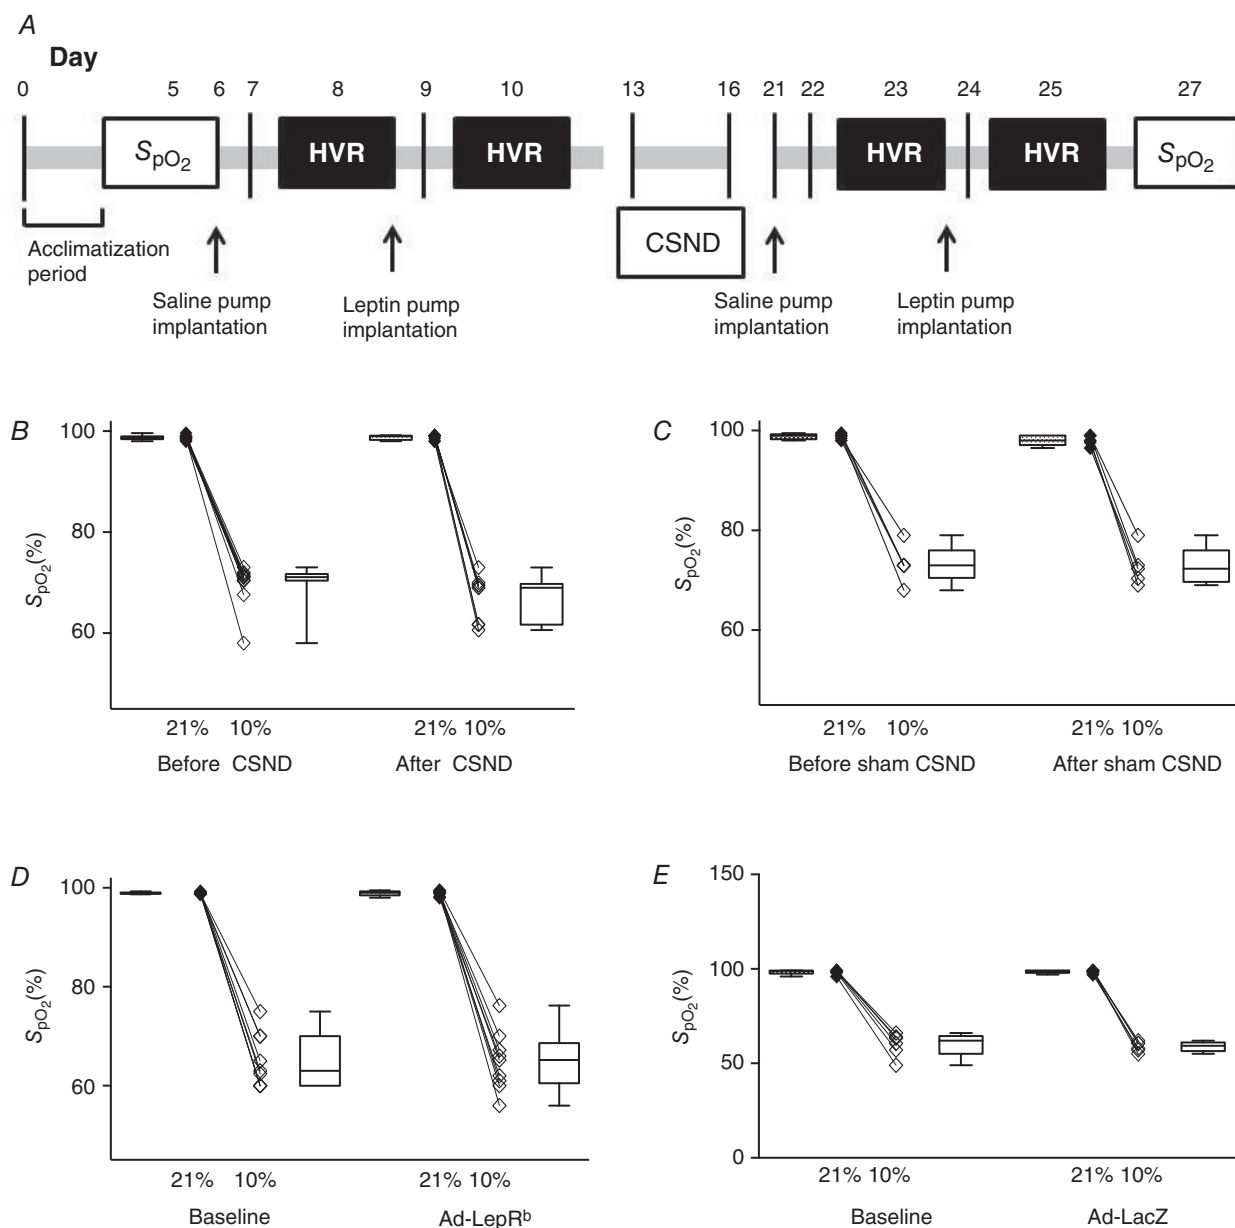 A
Day
0 5 6 7 8 9 10 13 16 21 22 23 24 25 27
SpO2 HVR HVR HVR HVR SpO2
CSND
Acclimatization
period
Saline pump
implantation
Leptin pump
implantation
Saline pump
implantation
Leptin pump
implantation
B
SpO2(%)
100
80
60
21% 10% 21% 10%
Before CSND After CSND
C
SpO2(%)
100
80
60
21% 10% 21% 10%
Before sham CSND After sham CSND
D
SpO2(%)
100
80
60
21% 10% 21% 10%
Baseline Ad-LepRb
E
SpO2(%)
150
100
50
0
21% 10% 21% 10%
Baseline Ad-LacZ